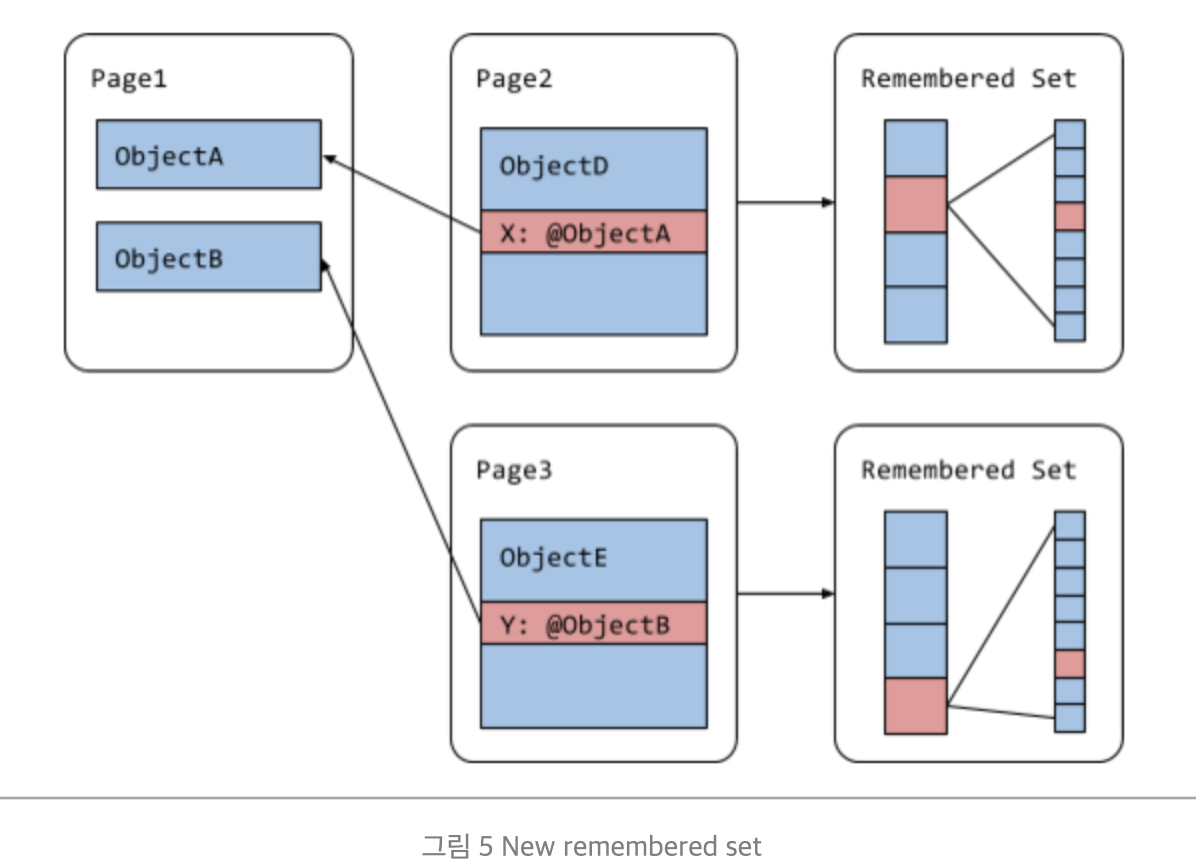 Page1
ObjectA
ObjectB
Page2
ObjectD
X: @ObjectA
Remembered Set
Page3
ObjectE
Y: @ObjectB
Remembered Set
그림 5 New remembered set